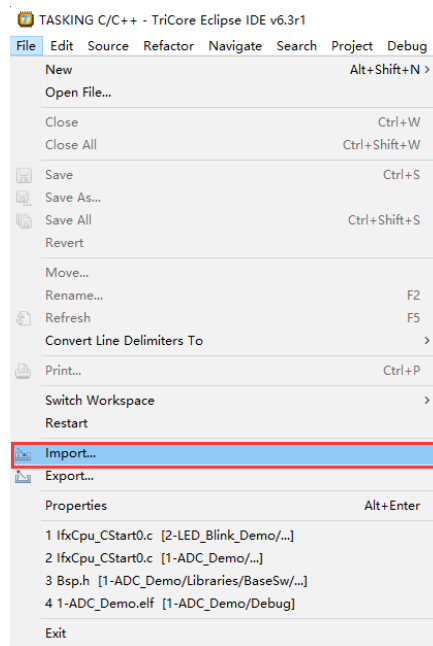 TASKING C/C++ - TriCore Eclipse IDE v6.3r1
File Edit Source Refactor Navigate Search Project Debug
New Alt+Shift+N >
Open File...
Close Ctrl+W
Close All Ctrl+Shift+W
Save Ctrl+S
Save As...
Save All Ctrl+Shift+S
Revert
Move...
Rename... F2
Refresh F5
Convert Line Delimiters To >
Print... Ctrl+P
Switch Workspace >
Restart
Import...
Export...
Properties Alt+Enter
1 IfxCpu_CStart0.c [2-LED_Blink_Demo/...]
2 IfxCpu_CStart0.c [1-ADC_Demo/...]
3 Bsp.h [1-ADC_Demo/Libraries/BaseSw/...]
4 1-ADC_Demo.elf [1-ADC_Demo/Debug]
Exit